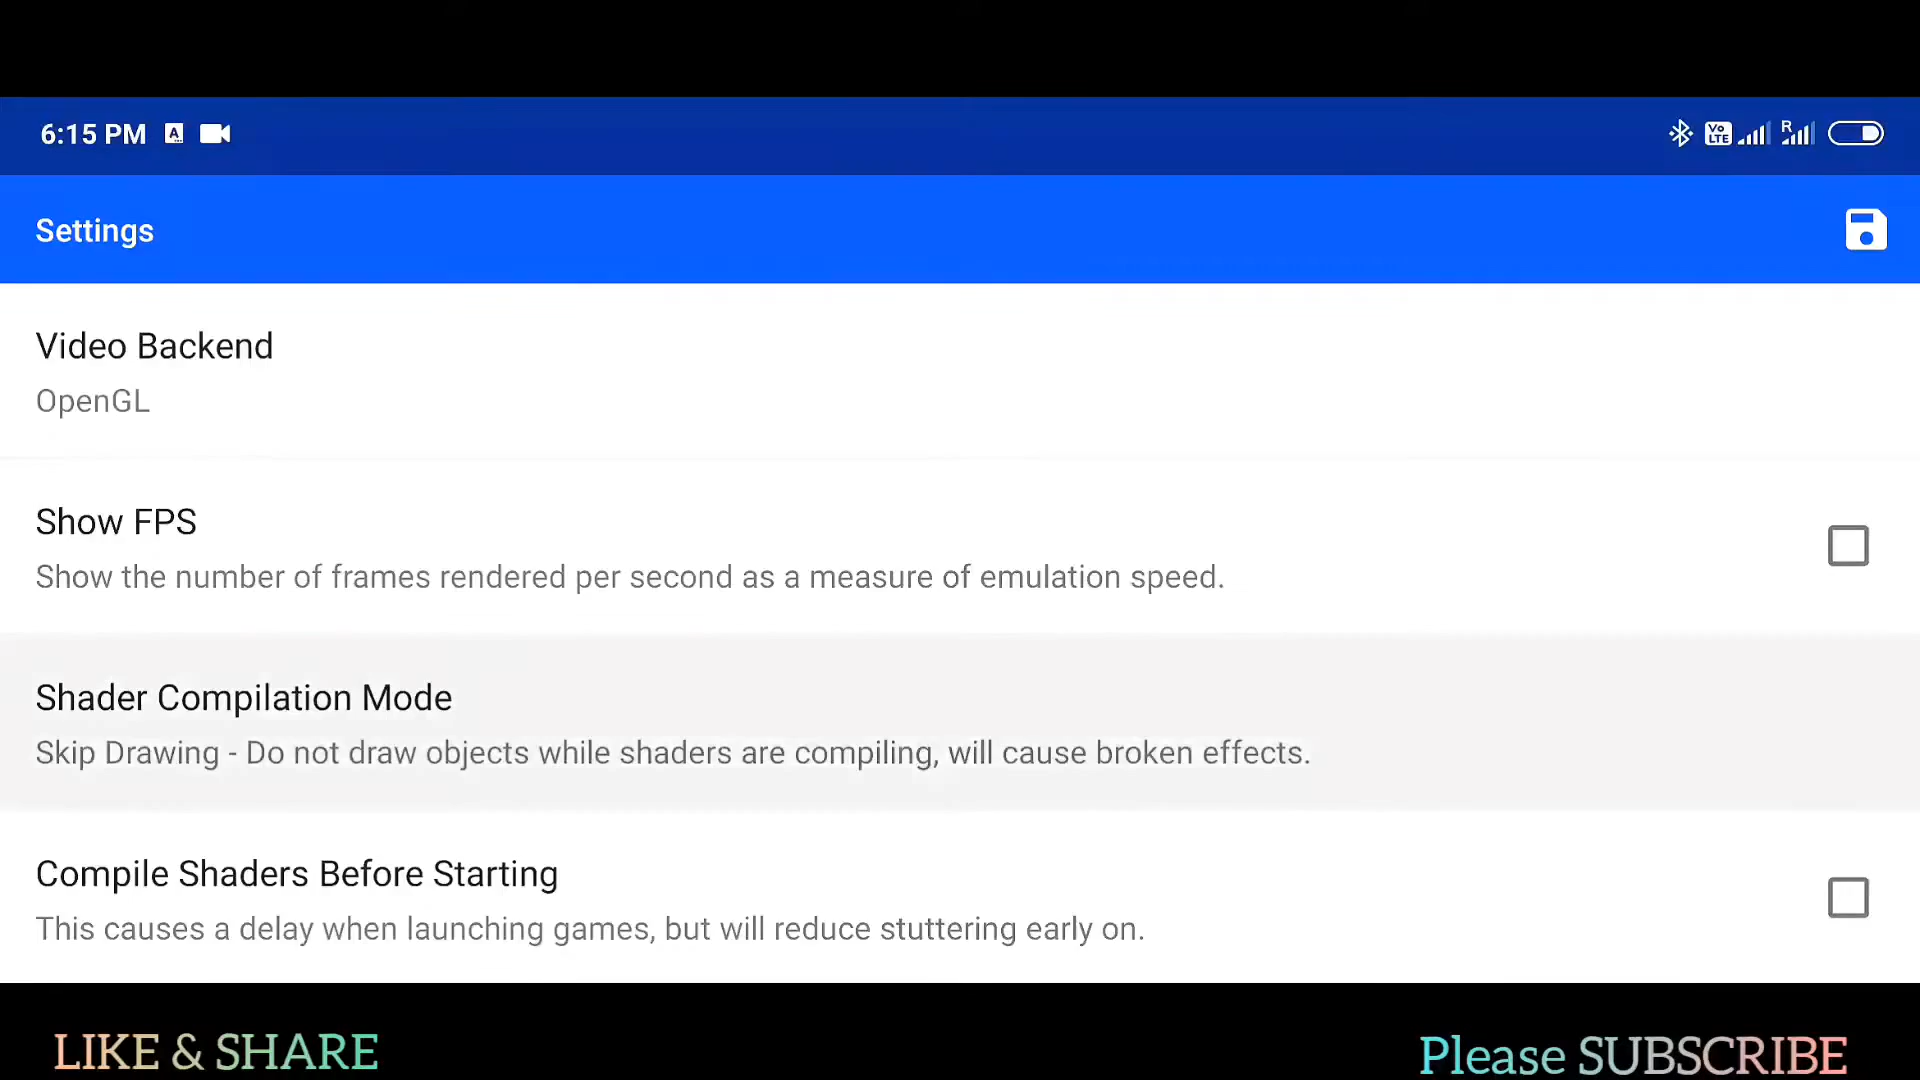 6:15 PM A Vo LTE R
Settings
Video Backend
OpenGL
Show FPS
Show the number of frames rendered per second as a measure of emulation speed.
Shader Compilation Mode
Skip Drawing - Do not draw objects while shaders are compiling, will cause broken effects.
Compile Shaders Before Starting
This causes a delay when launching games, but will reduce stuttering early on.
LIKE & SHARE
Please SUBSCRIBE